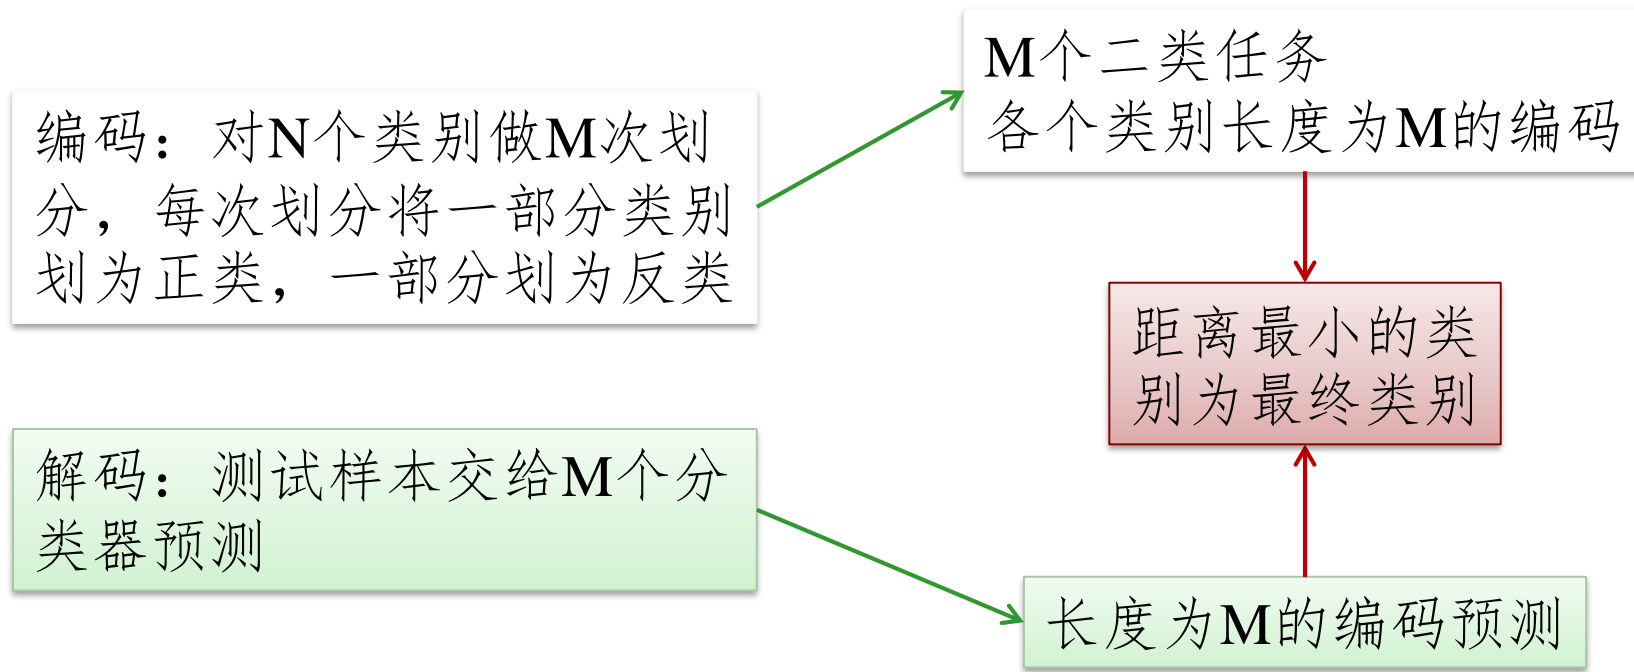 编码：对N个类别做M次划
分，每次划分将一部分类别
划为正类，一部分划为反类
M个二类任务
各个类别长度为M的编码
距离最小的类
别为最终类别
解码：测试样本交给M个分
类器预测
长度为M的编码预测